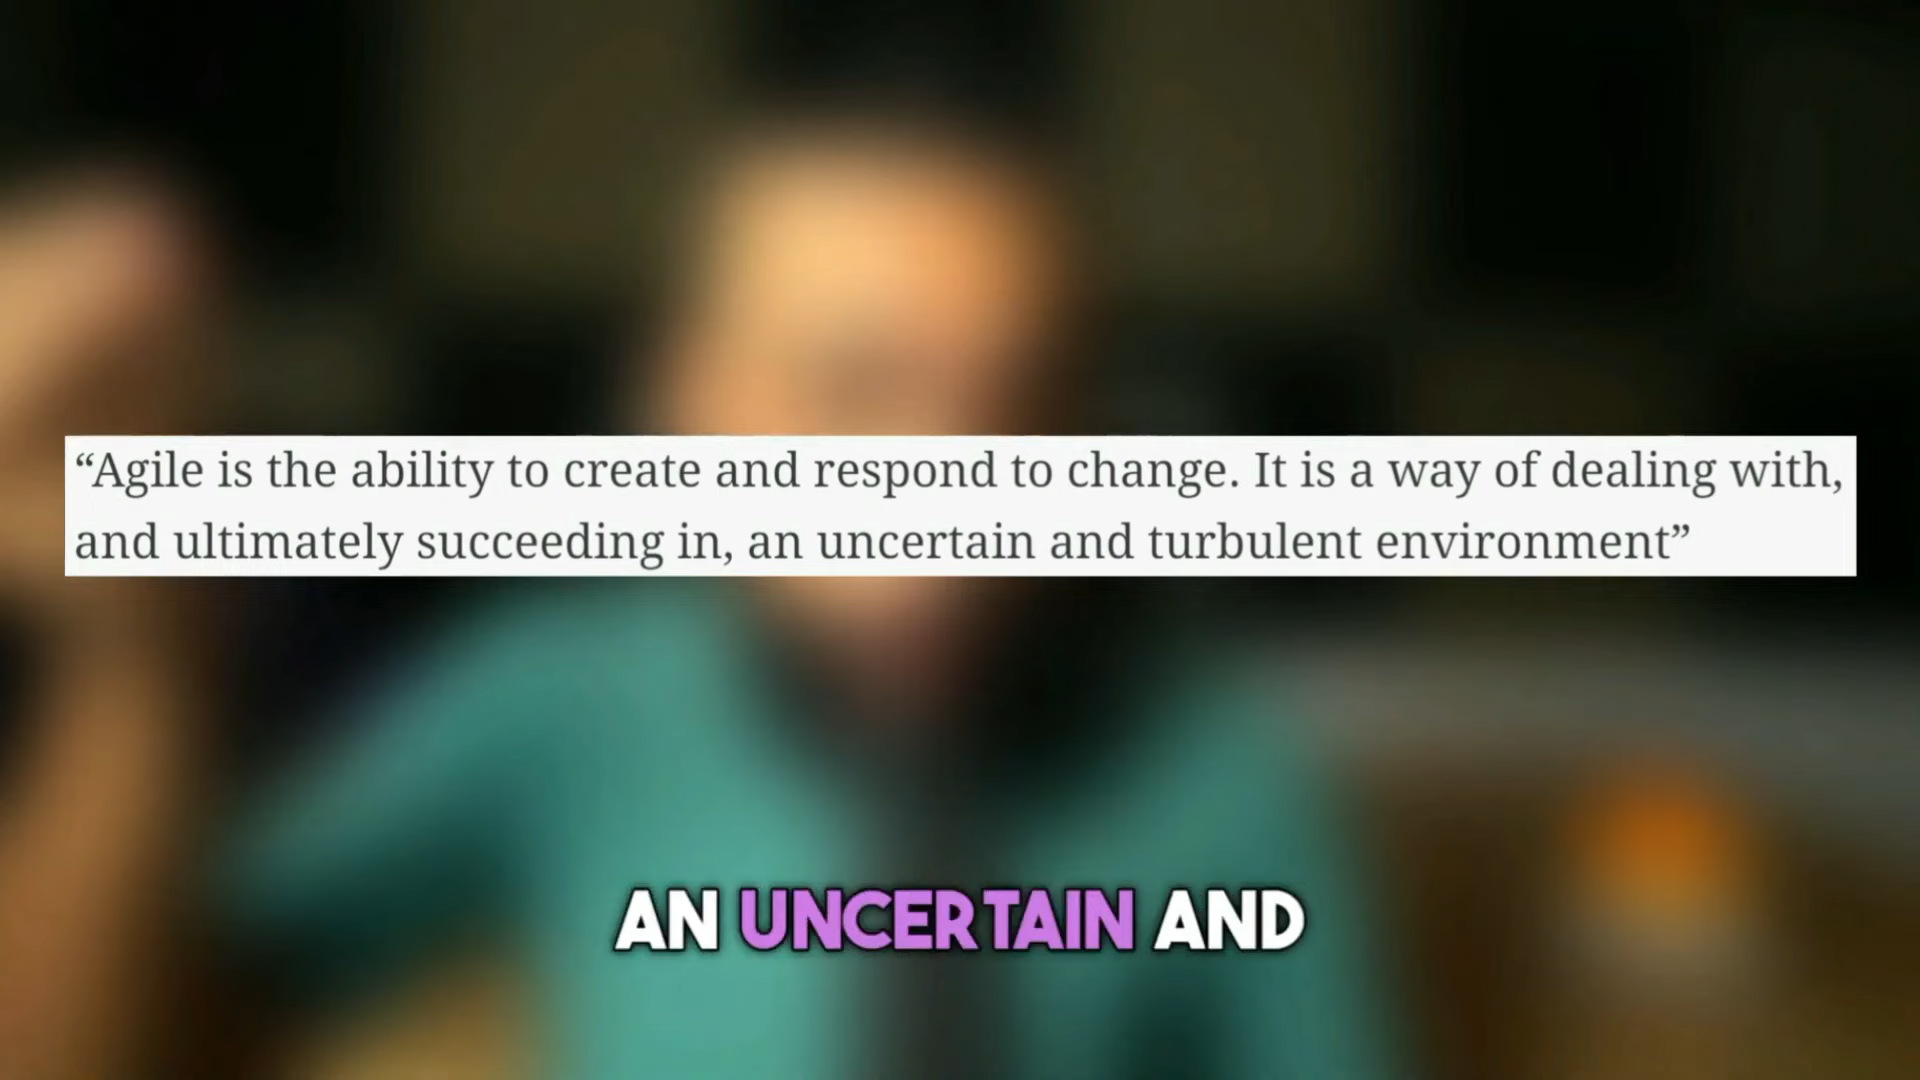 “Agile is the ability to create and respond to change. It is a way of dealing with,
and ultimately succeeding in, an uncertain and turbulent environment”
AN UNCERTAIN AND